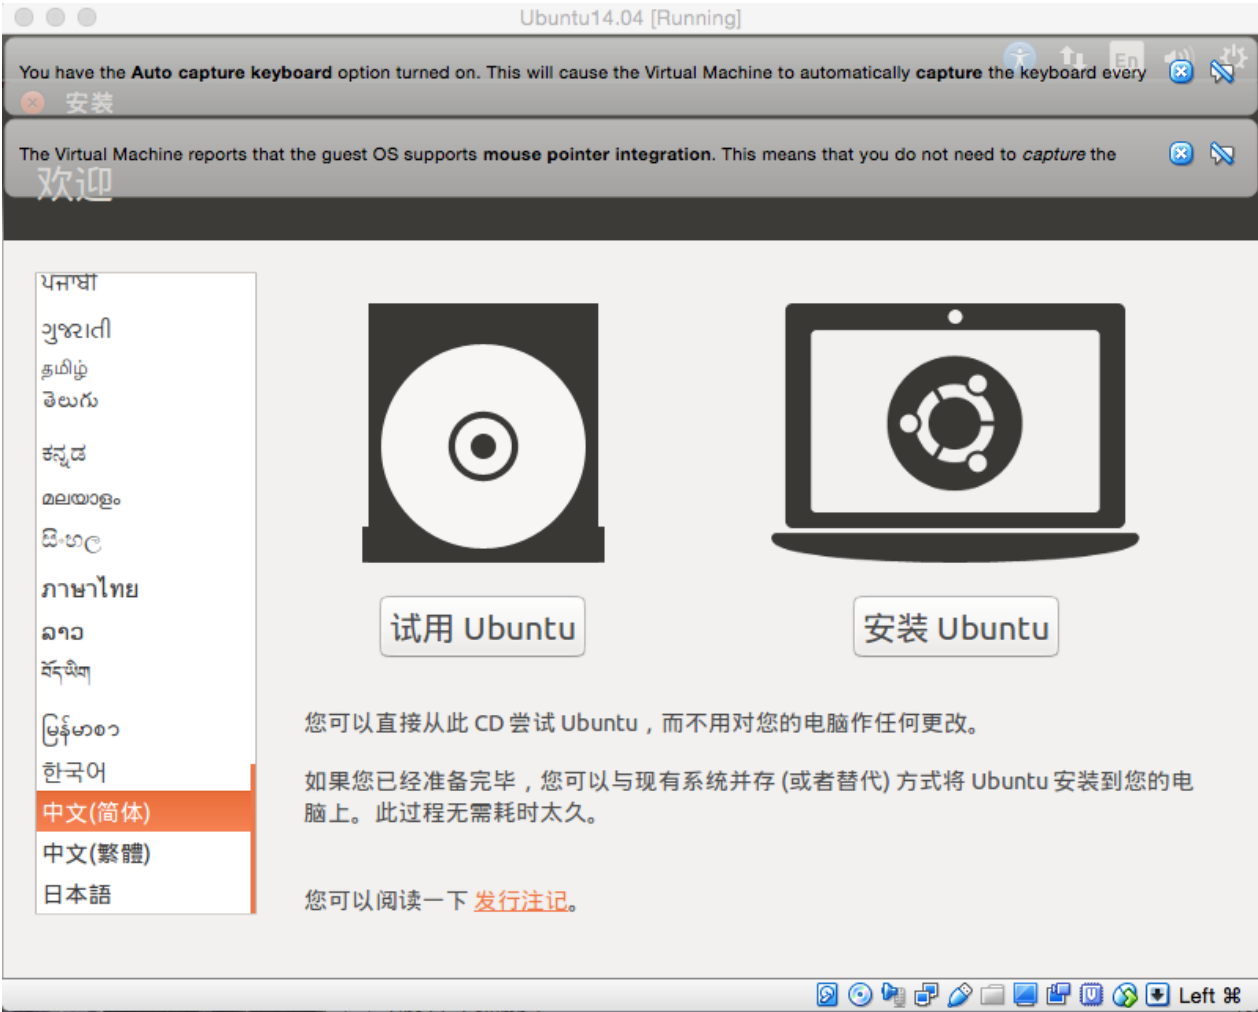 Ubuntu14.04 [Running]
You have the Auto capture keyboard option turned on. This will cause the Virtual Machine to automatically capture the keyboard every
En
安装
The Virtual Machine reports that the guest OS supports mouse pointer integration. This means that you do not need to capture the
欢迎
ਪੰਜਾਬੀ
ગુજરાતી
தமிழ்
తెలుగు
ಕನ್ನಡ
മലയാളം
සිංහල
ภาษาไทย
ລາວ
བོད་ཡིག
မြန်မာစာ
한국어
中文(简体)
中文(繁體)
日本語
试用 Ubuntu
安装 Ubuntu
您可以直接从此 CD 尝试 Ubuntu，而不用对您的电脑作任何更改。
如果您已经准备完毕，您可以与现有系统并存 (或者替代) 方式将 Ubuntu 安装到您的电
脑上。此过程无需耗时太久。
您可以阅读一下 发行注记。
Left ⌘